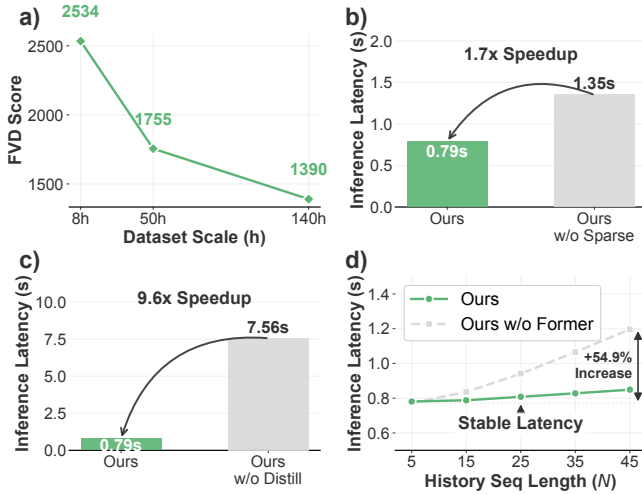 a)
2534
1755
1390
2500
2000
1500
FVD Score
8h
50h
140h
Dataset Scale (h)
b)
Inference Latency (s)
2.0
1.5
1.0
0.5
0.0
1.7x Speedup
1.35s
0.79s
Ours
Ours
w/o Sparse
c)
Inference Latency (s)
10.0
7.5
5.0
2.5
0.0
9.6x Speedup
7.56s
0.79s
Ours
Ours
w/o Distill
d)
Inference Latency (s)
1.4
1.2
1.0
0.8
0.6
Ours
Ours w/o Former
+54.9%
Increase
Stable Latency
5
15
25
35
45
History Seq Length (N)